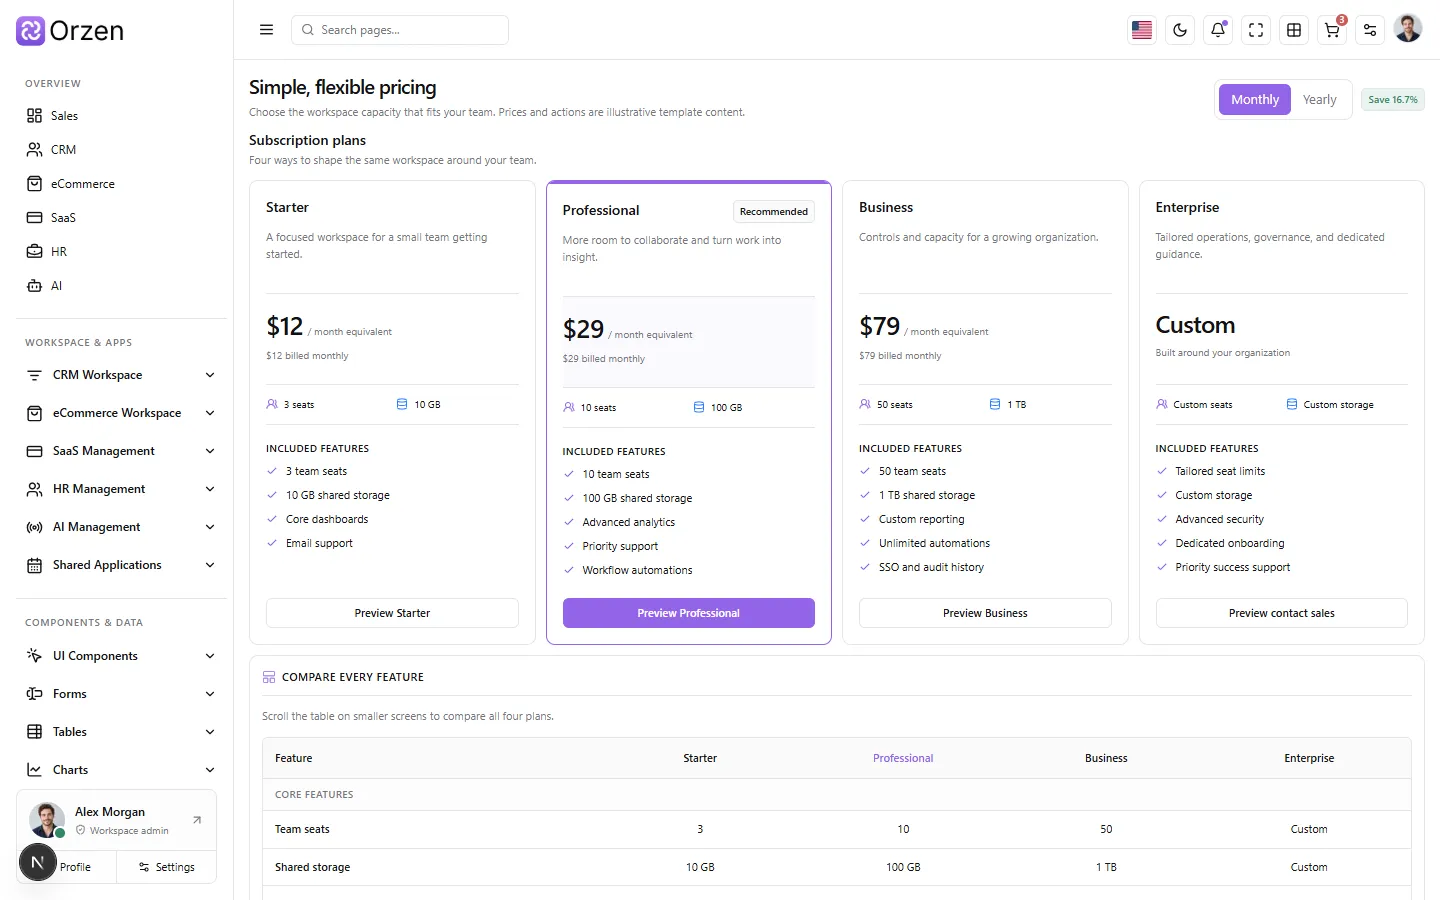 Orzen
Search pages...
3
OVERVIEW
Sales
CRM
eCommerce
SaaS
HR
AI
WORKSPACE & APPS
CRM Workspace
eCommerce Workspace
SaaS Management
HR Management
AI Management
Shared Applications
COMPONENTS & DATA
UI Components
Forms
Tables
Charts
Alex Morgan
Workspace admin
N
Profile
Settings
Simple, flexible pricing
Choose the workspace capacity that fits your team. Prices and actions are illustrative template content.
Monthly
Yearly
Save 16.7%
Subscription plans
Four ways to shape the same workspace around your team.
Starter
A focused workspace for a small team getting
started.
$12 / month equivalent
$12 billed monthly
3 seats
10 GB
INCLUDED FEATURES
3 team seats
10 GB shared storage
Core dashboards
Email support
Preview Starter
Professional
Recommended
More room to collaborate and turn work into
insight.
$29 / month equivalent
$29 billed monthly
10 seats
100 GB
INCLUDED FEATURES
10 team seats
100 GB shared storage
Advanced analytics
Priority support
Workflow automations
Preview Professional
Business
Controls and capacity for a growing organization.
$79 / month equivalent
$79 billed monthly
50 seats
1 TB
INCLUDED FEATURES
50 team seats
1 TB shared storage
Custom reporting
Unlimited automations
SSO and audit history
Preview Business
Enterprise
Tailored operations, governance, and dedicated
guidance.
Custom
Built around your organization
Custom seats
Custom storage
INCLUDED FEATURES
Tailored seat limits
Custom storage
Advanced security
Dedicated onboarding
Priority success support
Preview contact sales
COMPARE EVERY FEATURE
Scroll the table on smaller screens to compare all four plans.
Feature Starter Professional Business Enterprise
CORE FEATURES
Team seats 3 10 50 Custom
Shared storage 10 GB 100 GB 1 TB Custom